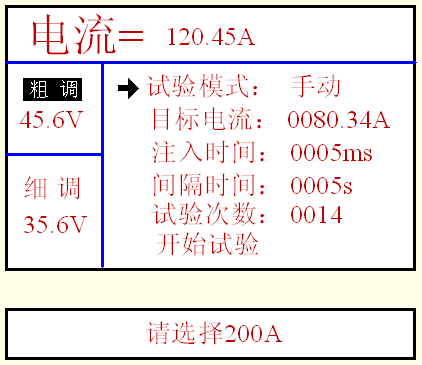 电流= 120.45A
粗 调
45.6V
细 调
35.6V
试验模式： 手动
目标电流： 0080.34A
注入时间： 0005ms
间隔时间： 0005s
试验次数： 0014
开始试验
请选择200A